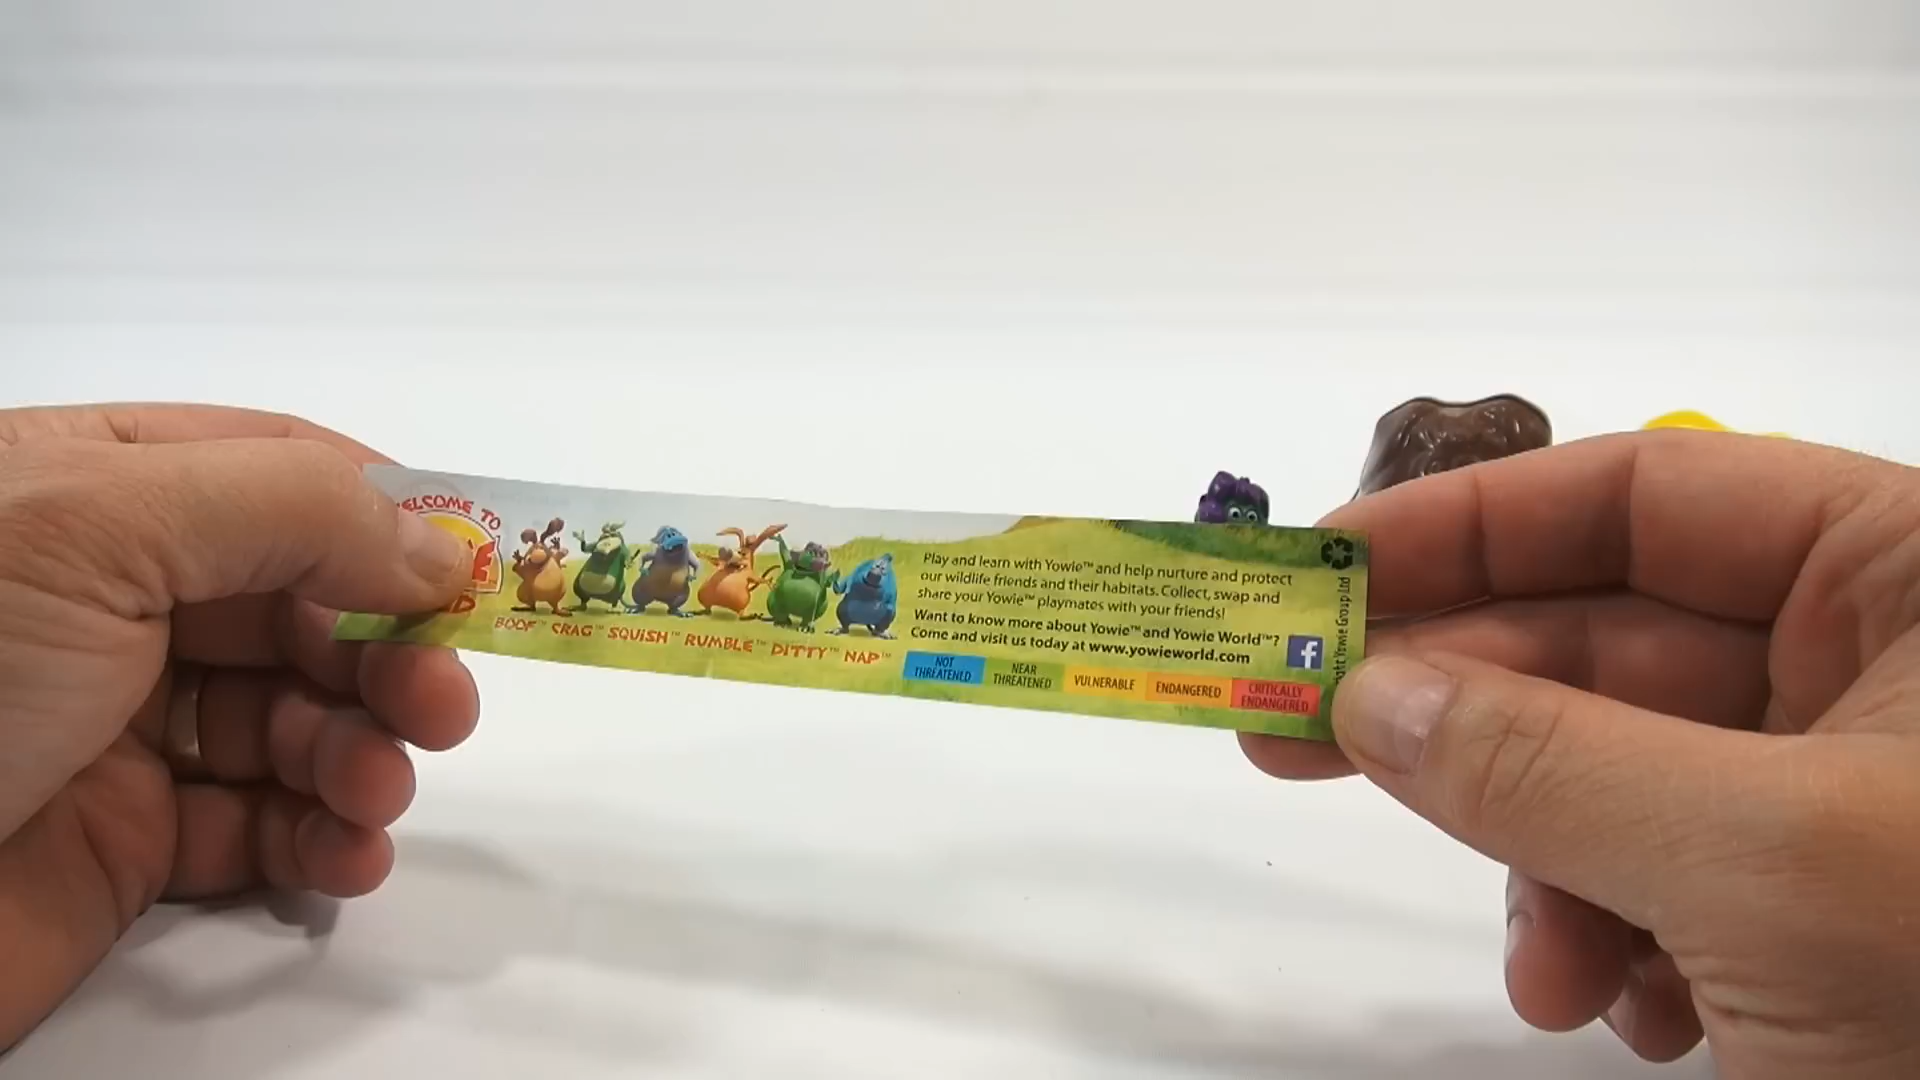 WELCOME TO
BOOF™ CRAG™ SQUISH™ RUMBLE™ DITTY™ NAP™
Play and learn with Yowie™ and help nurture and protect
our wildlife friends and their habitats. Collect, swap and
share your Yowie™ playmates with your friends!
Want to know more about Yowie™ and Yowie World™?
Come and visit us today at www.yowieworld.com
f
NOT
THREATENED
NEAR
THREATENED
VULNERABLE
ENDANGERED
CRITICALLY
ENDANGERED
Yowie Group Ltd